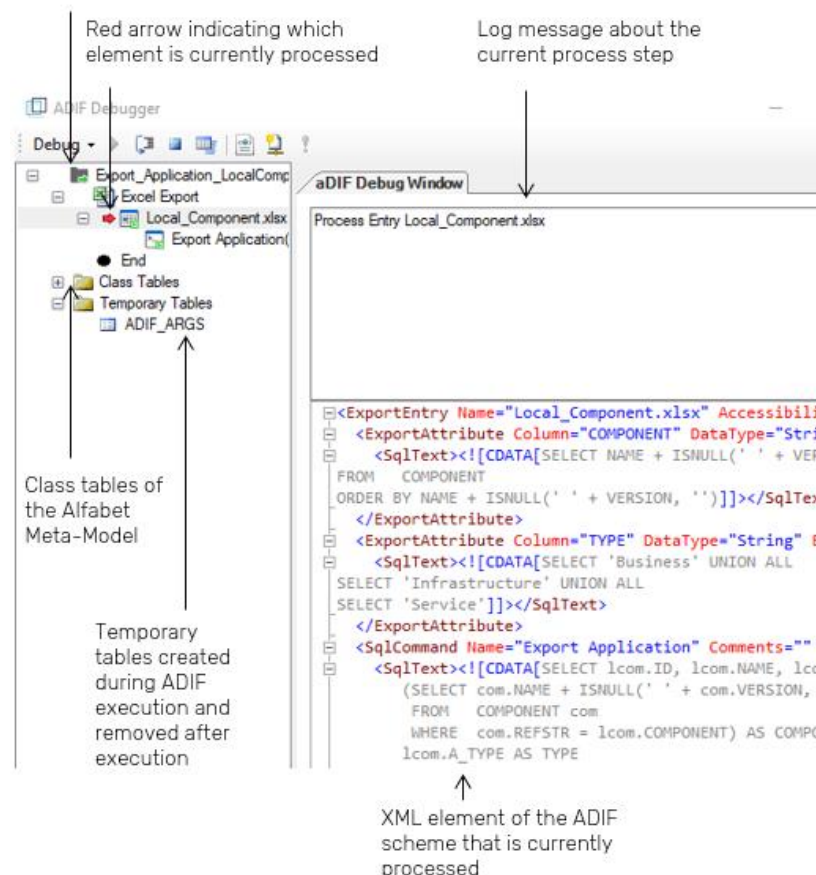 Red arrow indicating which
element is currently processed
Log message about the
current process step
ADIF Debugger
Debug
Export_Application_LocalComp
Excel Export
Local_Component.xlsx
Export Application(
End
Class Tables
Temporary Tables
ADIF_ARGS
aDIF Debug Window
Process Entry Local_Component.xlsx
<ExportEntry Name="Local_Component.xlsx" Accessibili
<ExportAttribute Column="COMPONENT" DataType="Stri
<SqlText><![CDATA[SELECT NAME + ISNULL(' ' + VER
FROM COMPONENT
ORDER BY NAME + ISNULL(' ' + VERSION, '')]]></SqlTex
</ExportAttribute>
<ExportAttribute Column="TYPE" DataType="String" E
<SqlText><![CDATA[SELECT 'Business' UNION ALL
SELECT 'Infrastructure' UNION ALL
SELECT 'Service']]></SqlText>
</ExportAttribute>
<SqlCommand Name="Export Application" Comments=""
<SqlText><![CDATA[SELECT lcom.ID, lcom.NAME, lco
(SELECT com.NAME + ISNULL(' ' + com.VERSION,
FROM COMPONENT com
WHERE com.REFSTR = lcom.COMPONENT) AS COMPO
lcom.A_TYPE AS TYPE
Class tables of
the Alfabet
Meta-Model
Temporary
tables created
during ADIF
execution and
removed after
execution
XML element of the ADIF
scheme that is currently
processed